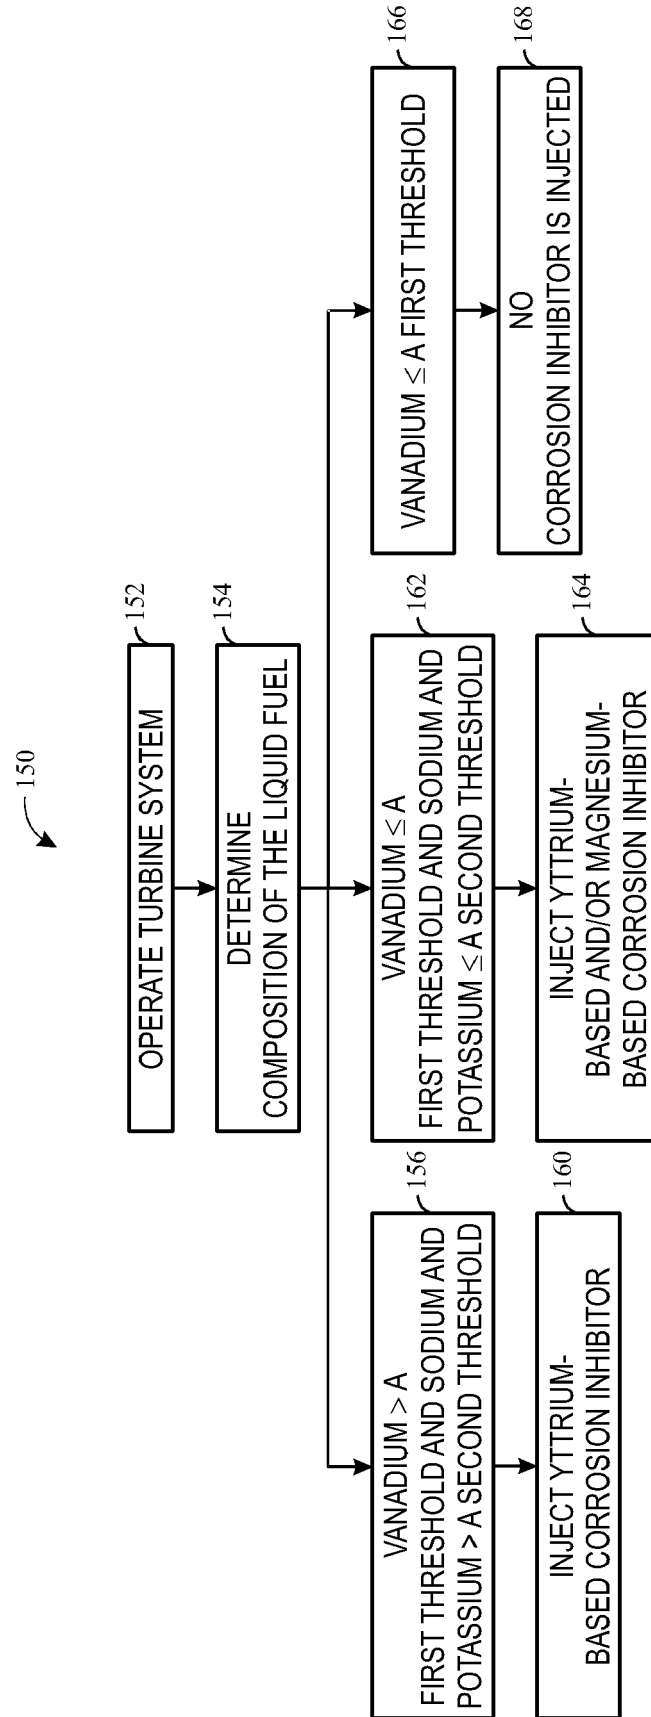 150
152
OPERATE TURBINE SYSTEM
154
DETERMINE
COMPOSITION OF THE LIQUID FUEL
156
VANADIUM > A
FIRST THRESHOLD AND SODIUM AND
POTASSIUM > A SECOND THRESHOLD
160
INJECT YTTRIUM-
BASED CORROSION INHIBITOR
162
VANADIUM ≤ A
FIRST THRESHOLD AND SODIUM AND
POTASSIUM ≤ A SECOND THRESHOLD
164
INJECT YTTRIUM-
BASED AND/OR MAGNESIUM-
BASED CORROSION INHIBITOR
166
VANADIUM ≤ A FIRST THRESHOLD
168
NO
CORROSION INHIBITOR IS INJECTED